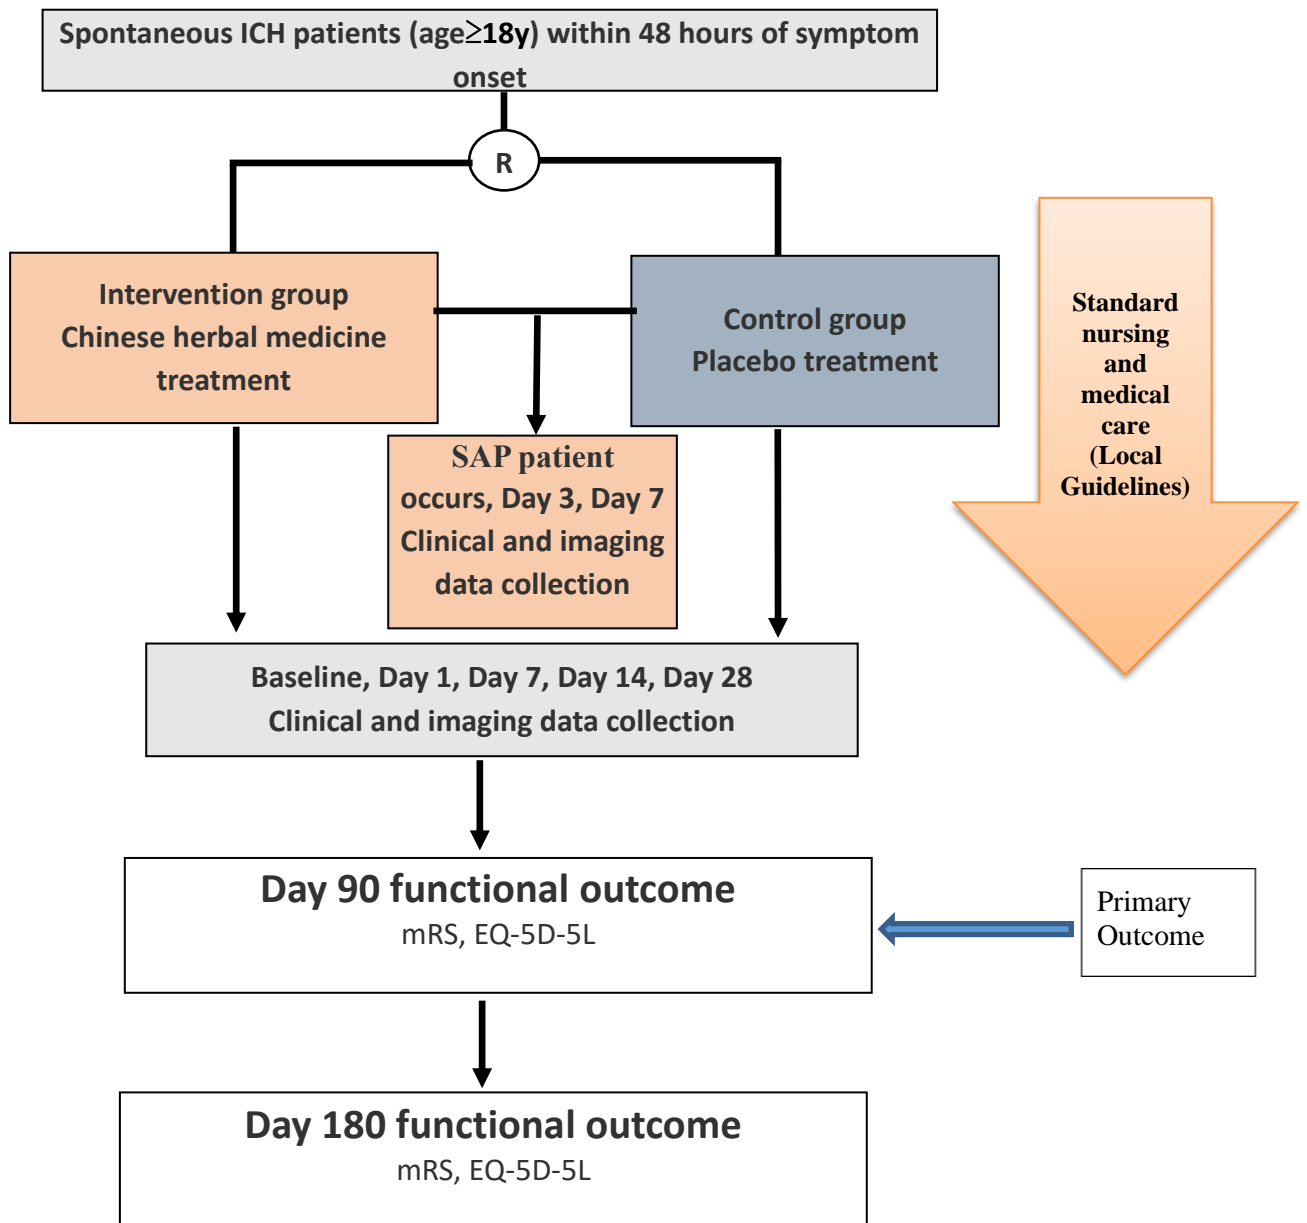 Spontaneous ICH patients (age≥18y) within 48 hours of symptom
onset
R
Intervention group
Chinese herbal medicine
treatment
Control group
Placebo treatment
Standard
nursing
and
medical
care
(Local
Guidelines)
SAP patient
occurs, Day 3, Day 7
Clinical and imaging
data collection
Baseline, Day 1, Day 7, Day 14, Day 28
Clinical and imaging data collection
Day 90 functional outcome
mRS, EQ-5D-5L
Primary
Outcome
Day 180 functional outcome
mRS, EQ-5D-5L